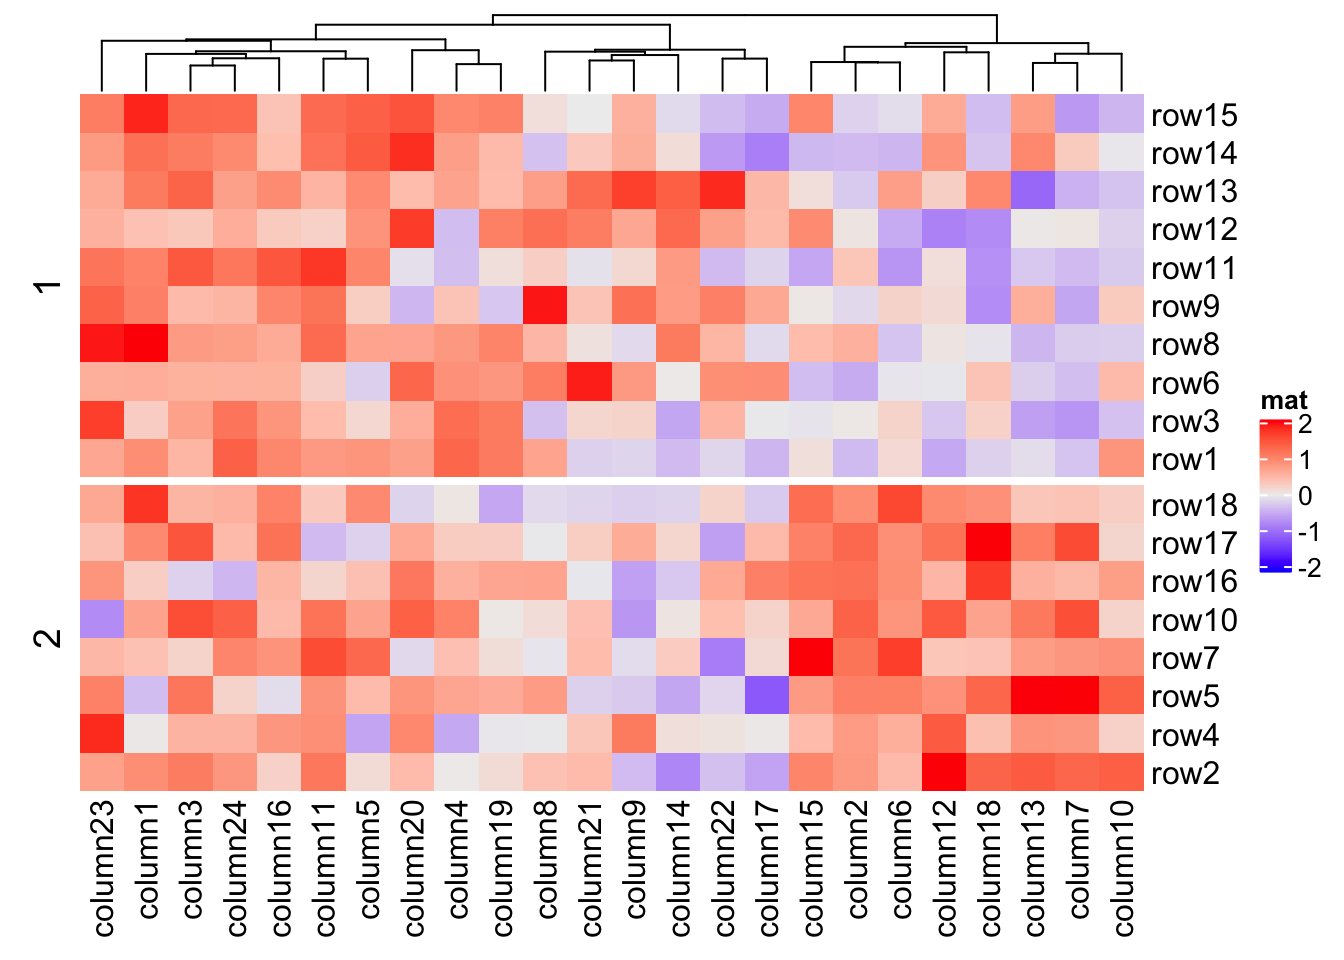 1
row15
row14
row13
row12
row11
row9
row8
row6
row3
row1
2
row18
row17
row16
row10
row7
row5
row4
row2
column23
column1
column3
column24
column16
column11
column5
column20
column4
column19
column8
column21
column9
column14
column22
column17
column15
column2
column6
column12
column18
column13
column7
column10
mat
2
1
0
-1
-2